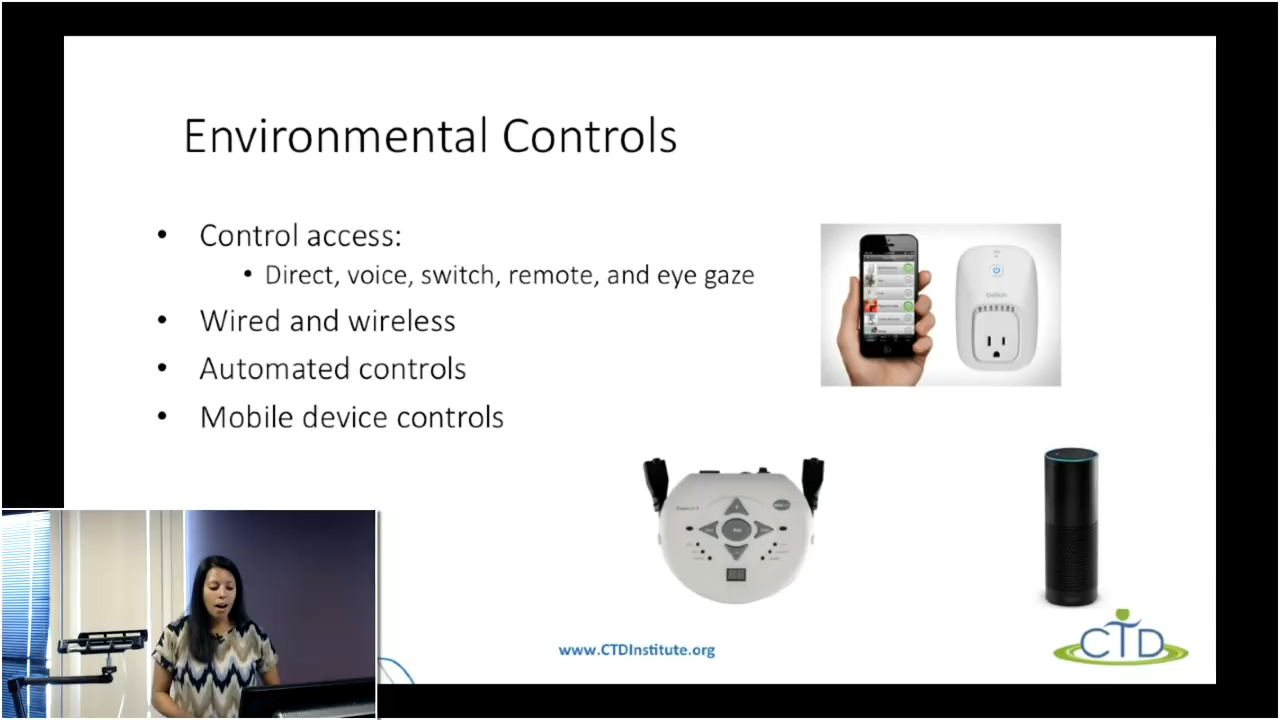 Environmental Controls
• Control access:
• Direct, voice, switch, remote, and eye gaze
• Wired and wireless
• Automated controls
• Mobile device controls
belkin
www.CTDInstitute.org
CTD